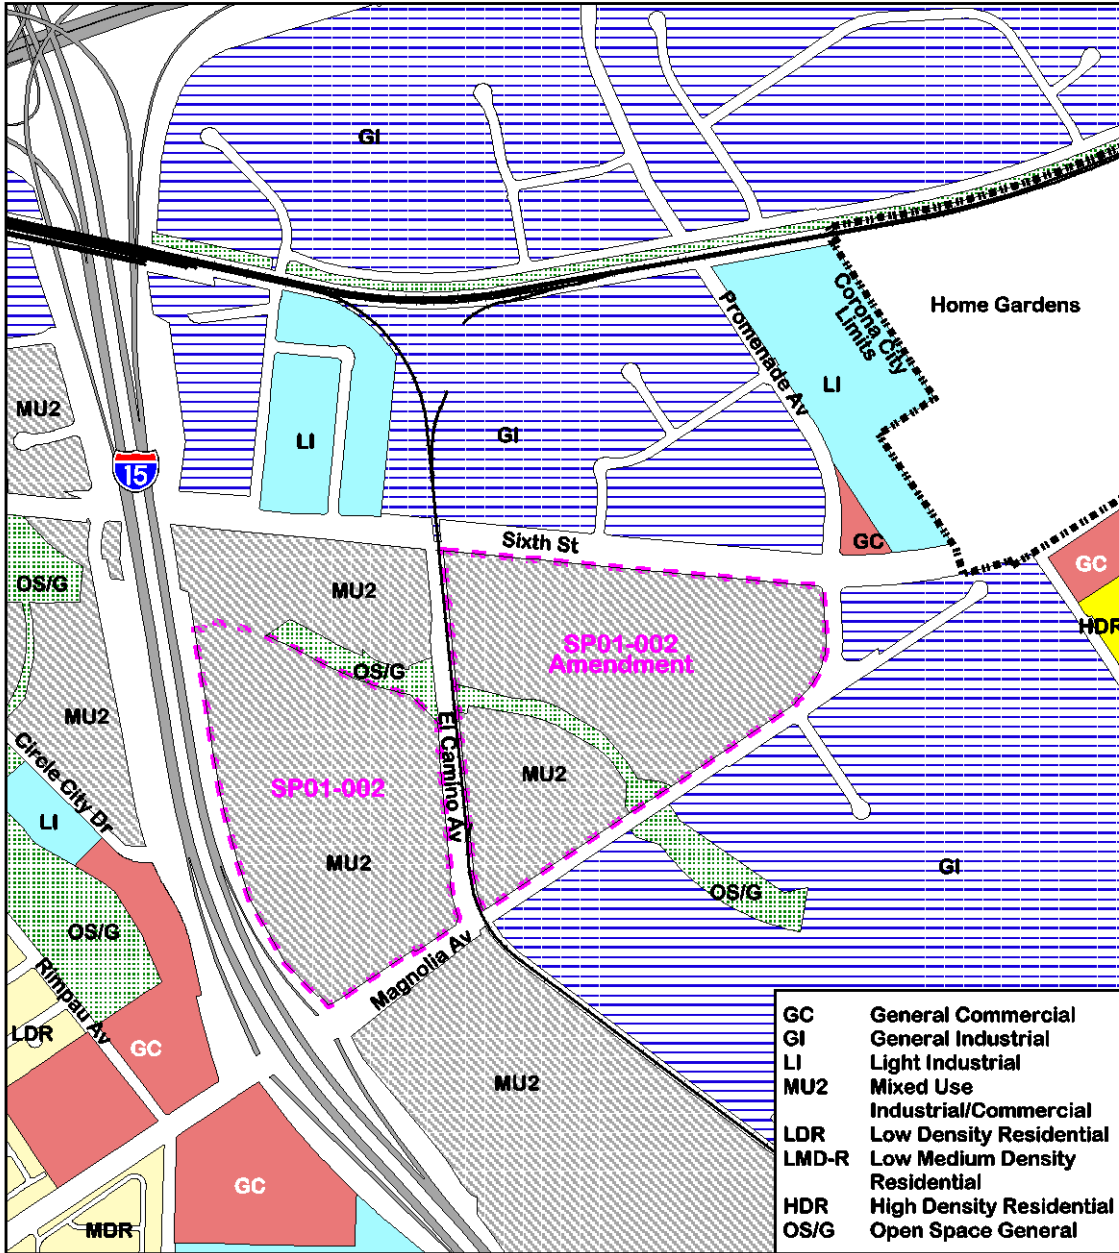 GI
Home Gardens
Corona City
Limits
Promenade Av
LI
MU2
GI
LI
15
Sixth St
GC
GC
OS/G
MU2
HDR
SP01-002
Amendment
OS/G
MU2
El Camino Av
Circle City Dr
MU2
SP01-002
LI
MU2
GI
OS/G
OS/G
Magnolia Av
Rimpau Av
LDR
GC
MU2
GC
MDR
GC General Commercial
GI General Industrial
LI Light Industrial
MU2 Mixed Use
Industrial/Commercial
LDR Low Density Residential
LMD-R Low Medium Density
Residential
HDR High Density Residential
OS/G Open Space General